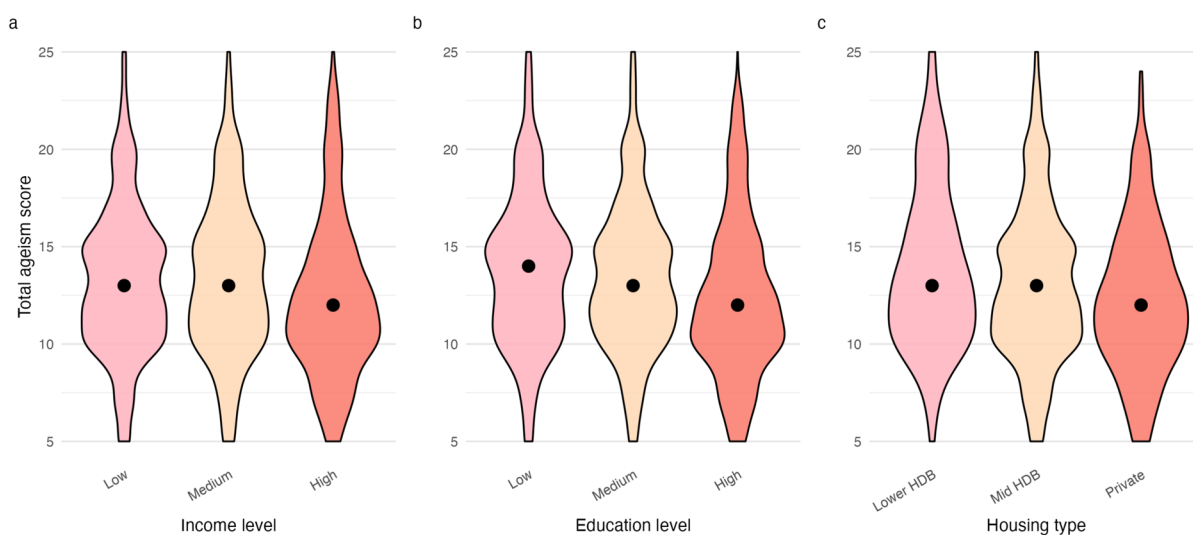 a
b
c
Total ageism score
25
20
15
10
5
Low
Medium
High
Income level
25
20
15
10
5
Low
Medium
High
Education level
25
20
15
10
5
Lower HDB
Mid HDB
Private
Housing type